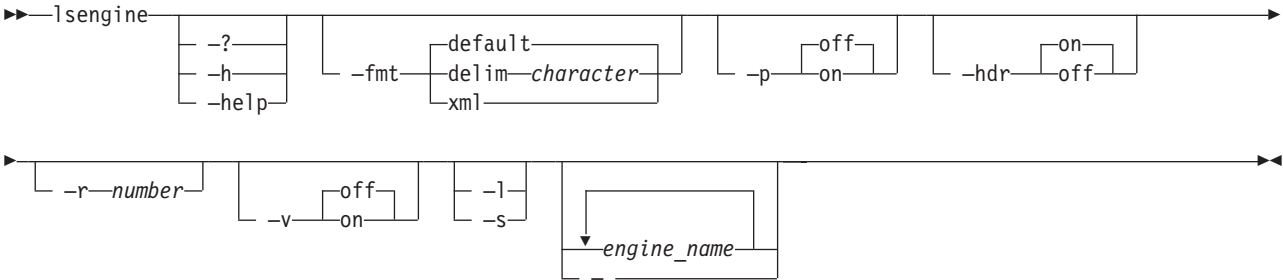 lsengine
–?
–h
–help
–fmt
default
delim character
xml
–p
off
on
–hdr
on
off
–r number
–v
off
on
–l
–s
engine_name
–